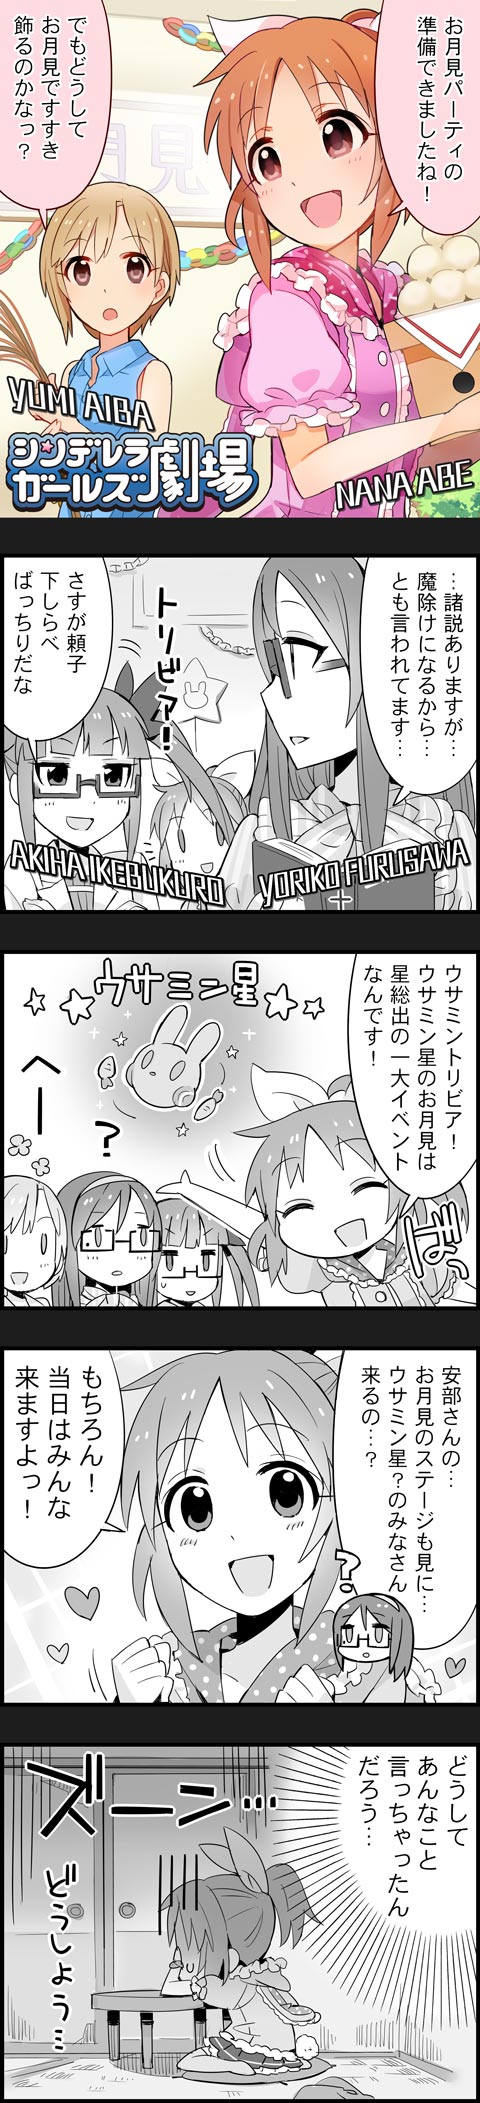 お月見パーティの
準備できましたね！
でもどうして
お月見ですすき
飾るのかなっ？
月見
YUMI AIBA
シンデレラ
ガールズ劇場
NANA ABE
…諸説ありますが…
魔除けになるから…
とも言われてます…
トリビァ！
さすが頼子
下しらべ
ばっちりだな
AKIHA IKEBUKURO
YORIKO FURUSAWA
ウサミントリビア！
ウサミン星のお月見は
星総出の一大イベント
なんです！
ウサミン星
？
へー
安部さんの…
お月見のステージも見に…
ウサミン星？のみなさん
来るの…？
？
もちろん！
当日はみんな
来ますよっ！
どうして
あんなこと
言っちゃったん
だろう…
ズーン…
どうしよう…